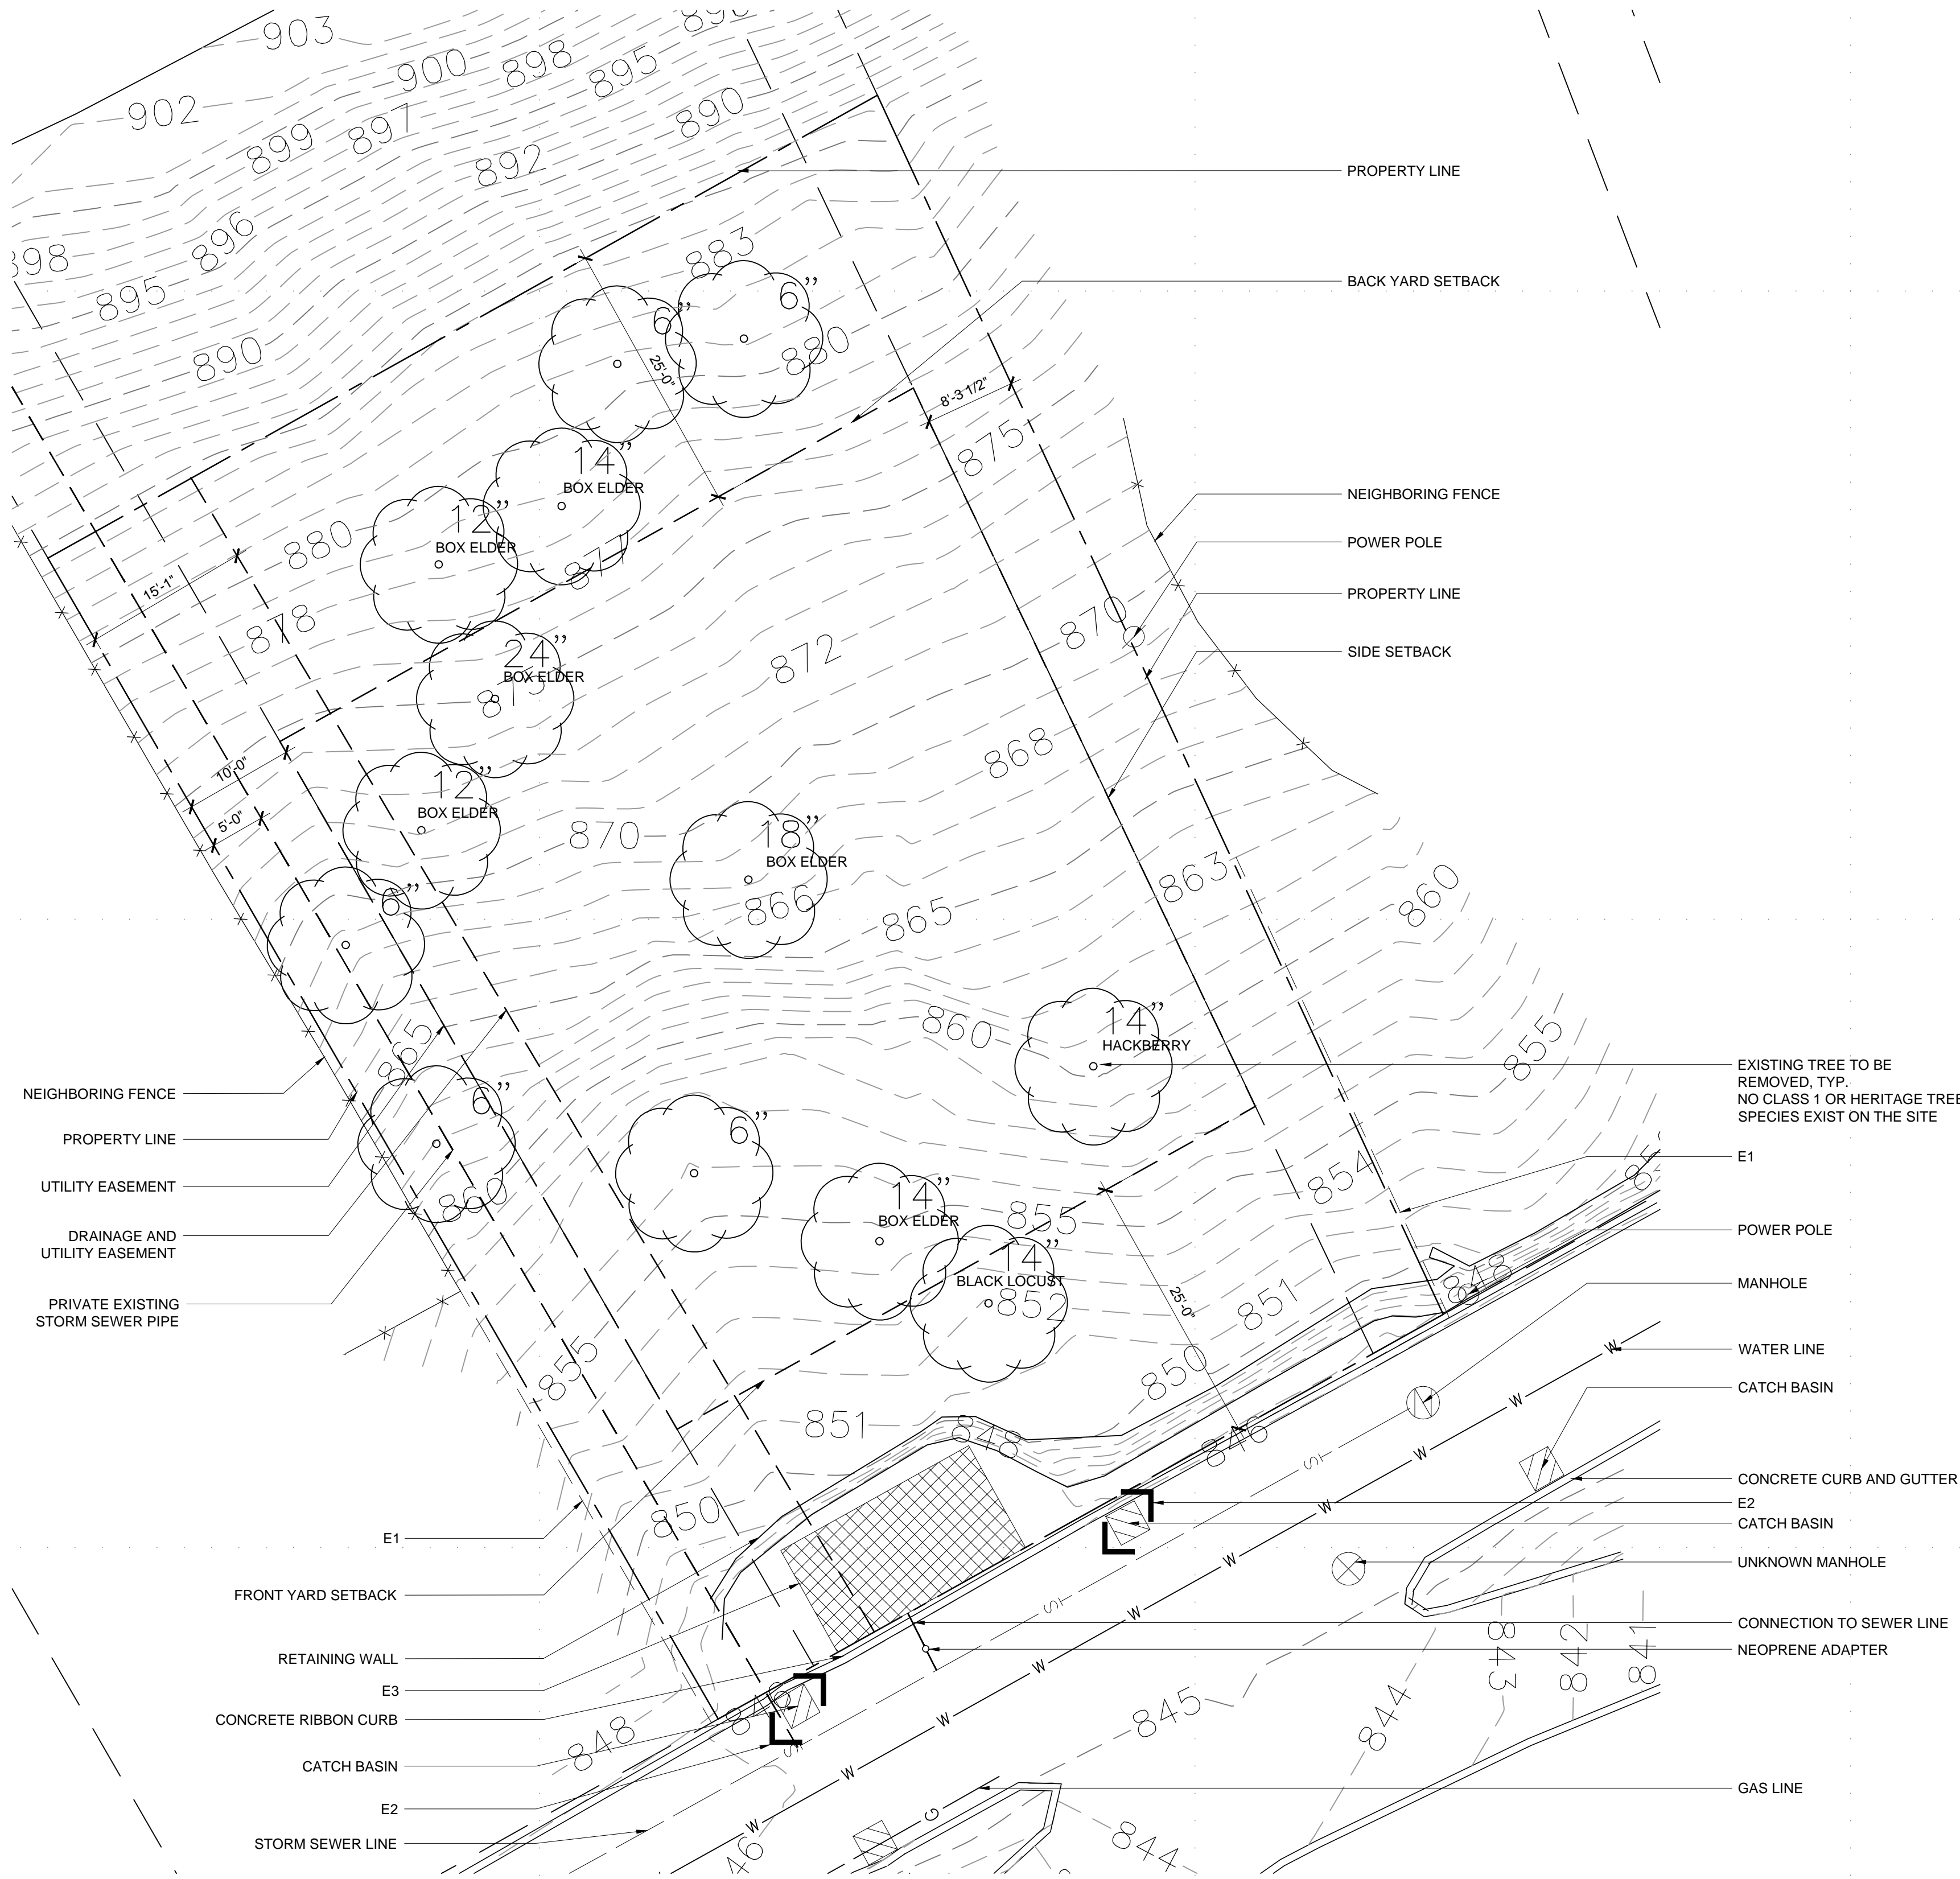 903
900
898
895
890
902
899
897
892
PROPERTY LINE
898
896
895
883
BACK YARD SETBACK
6”
6”
880
890
25'-0"
8'-3 1/2"
875
14”
BOX ELDER
NEIGHBORING FENCE
12”
BOX ELDER
880
877
POWER POLE
15'-1"
870
PROPERTY LINE
878
24”
BOX ELDER
872
SIDE SETBACK
868
10'-0"
12”
BOX ELDER
5'-0"
870
18”
BOX ELDER
863
860
6”
866
865
860
14”
HACKBERRY
855
865
EXISTING TREE TO BE
REMOVED, TYP.
NO CLASS 1 OR HERITAGE TREE
SPECIES EXIST ON THE SITE
NEIGHBORING FENCE
6”
6”
PROPERTY LINE
E1
UTILITY EASEMENT
860
14”
BOX ELDER
855
854
DRAINAGE AND
UTILITY EASEMENT
POWER POLE
14”
BLACK LOCUST
852
848
MANHOLE
PRIVATE EXISTING
STORM SEWER PIPE
25'-0"
851
WATER LINE
W
855
850
CATCH BASIN
W
851
848
846
ST
W
CONCRETE CURB AND GUTTER
E2
850
W
CATCH BASIN
E1
W
UNKNOWN MANHOLE
FRONT YARD SETBACK
ST
W
CONNECTION TO SEWER LINE
RETAINING WALL
W
NEOPRENE ADAPTER
843
842
841
E3
CONCRETE RIBBON CURB
848
W
845
844
CATCH BASIN
ST
W
GAS LINE
E2
G
STORM SEWER LINE
W
46
844